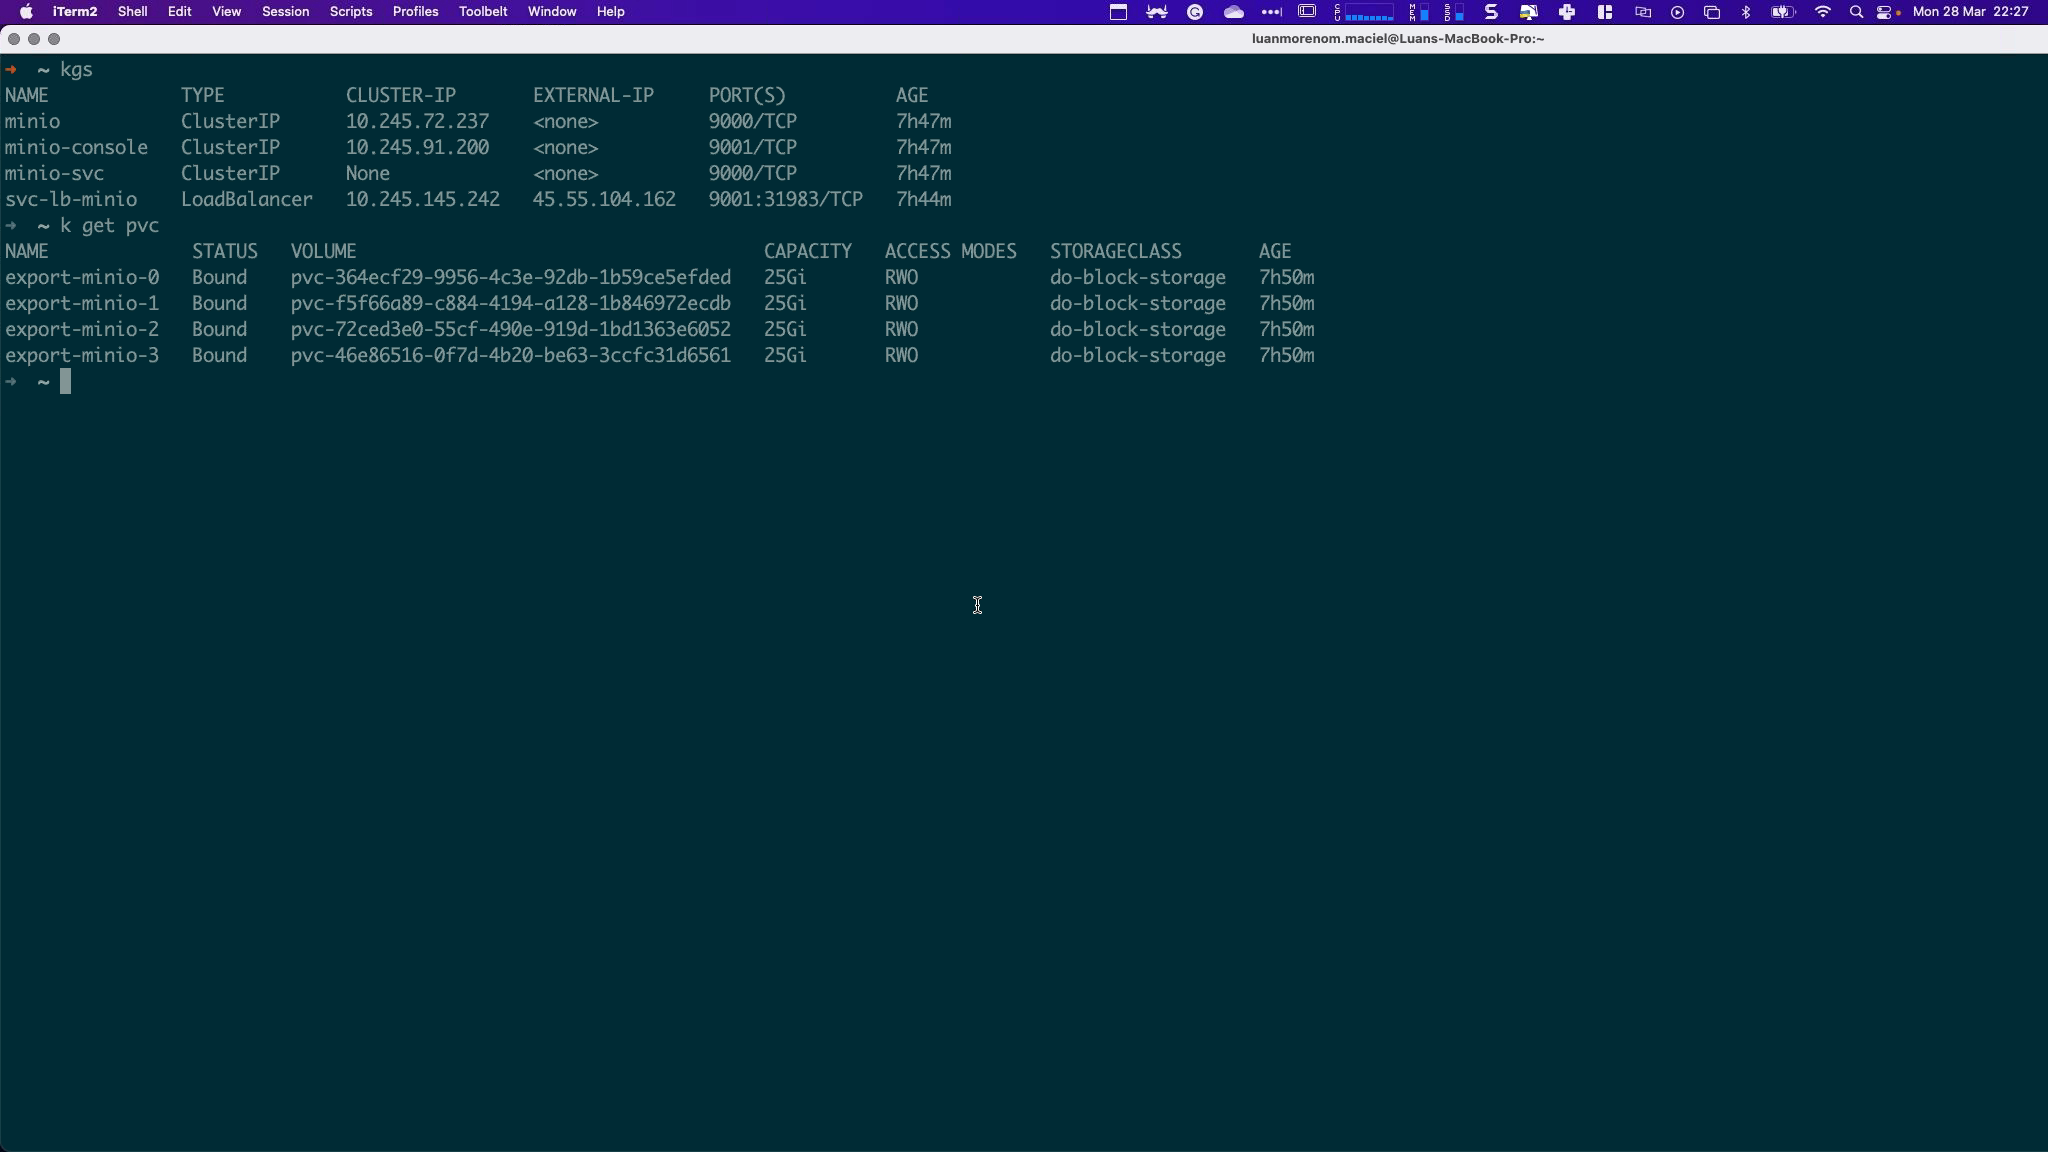 iTerm2 Shell Edit View Session Scripts Profiles Toolbelt Window Help CPU MEM SSD Mon 28 Mar 22:27
luanmorenom.maciel@Luans-MacBook-Pro:~
➜ ~ kgs
NAME TYPE CLUSTER-IP EXTERNAL-IP PORT(S) AGE
minio ClusterIP 10.245.72.237 <none> 9000/TCP 7h47m
minio-console ClusterIP 10.245.91.200 <none> 9001/TCP 7h47m
minio-svc ClusterIP None <none> 9000/TCP 7h47m
svc-lb-minio LoadBalancer 10.245.145.242 45.55.104.162 9001:31983/TCP 7h44m
➜ ~ k get pvc
NAME STATUS VOLUME CAPACITY ACCESS MODES STORAGECLASS AGE
export-minio-0 Bound pvc-364ecf29-9956-4c3e-92db-1b59ce5efded 25Gi RWO do-block-storage 7h50m
export-minio-1 Bound pvc-f5f66a89-c884-4194-a128-1b846972ecdb 25Gi RWO do-block-storage 7h50m
export-minio-2 Bound pvc-72ced3e0-55cf-490e-919d-1bd1363e6052 25Gi RWO do-block-storage 7h50m
export-minio-3 Bound pvc-46e86516-0f7d-4b20-be63-3ccfc31d6561 25Gi RWO do-block-storage 7h50m
➜ ~